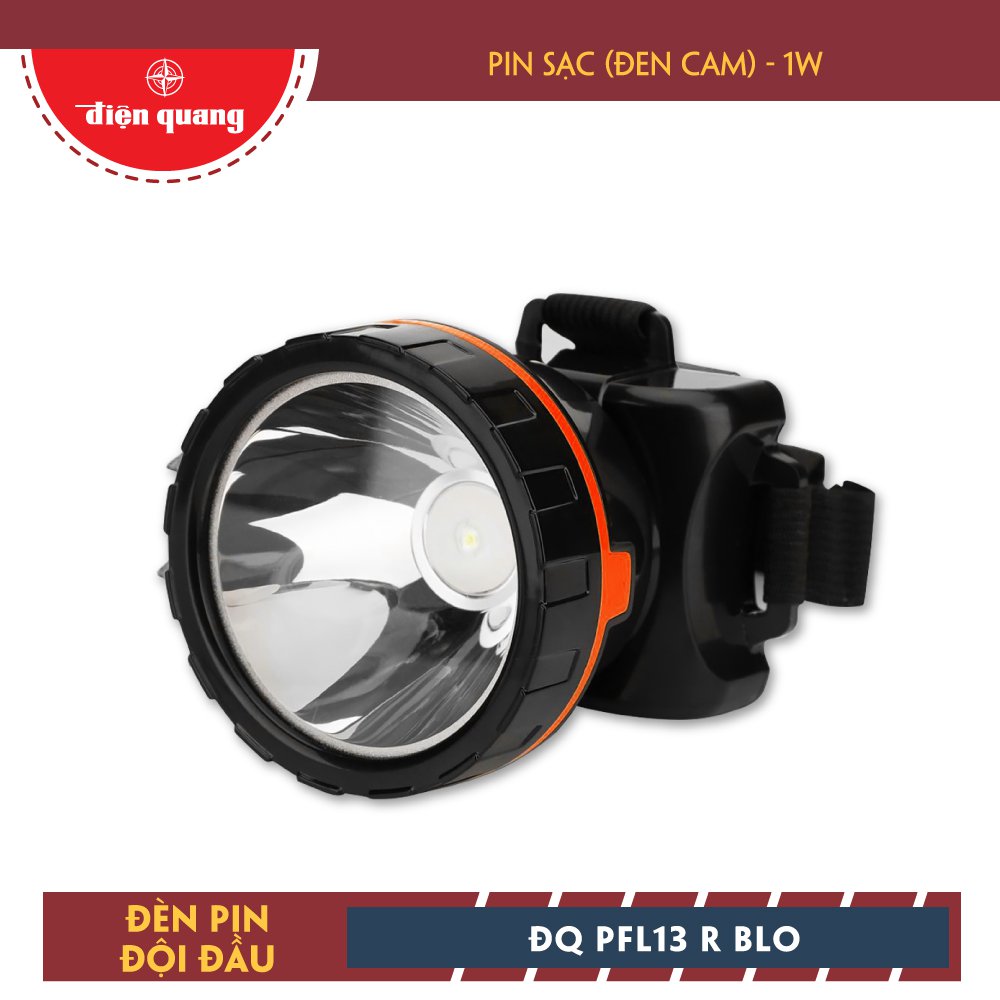 PIN SẠC (ĐEN CAM) - 1W
điện quang
ĐÈN PIN
ĐỘI ĐẦU
ĐQ PFL13 R BLO